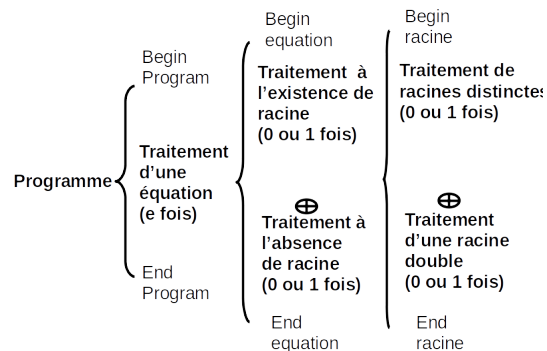 Programme
Begin
Program
Traitement
d’une
équation
(e fois)
End
Program
Begin
equation
Traitement à
l’existence de
racine
(0 ou 1 fois)
Traitement à
l’absence
de racine
(0 ou 1 fois)
End
equation
Begin
racine
Traitement de
racines distinctes
(0 ou 1 fois)
Traitement
d’une racine
double
(0 ou 1 fois)
End
racine